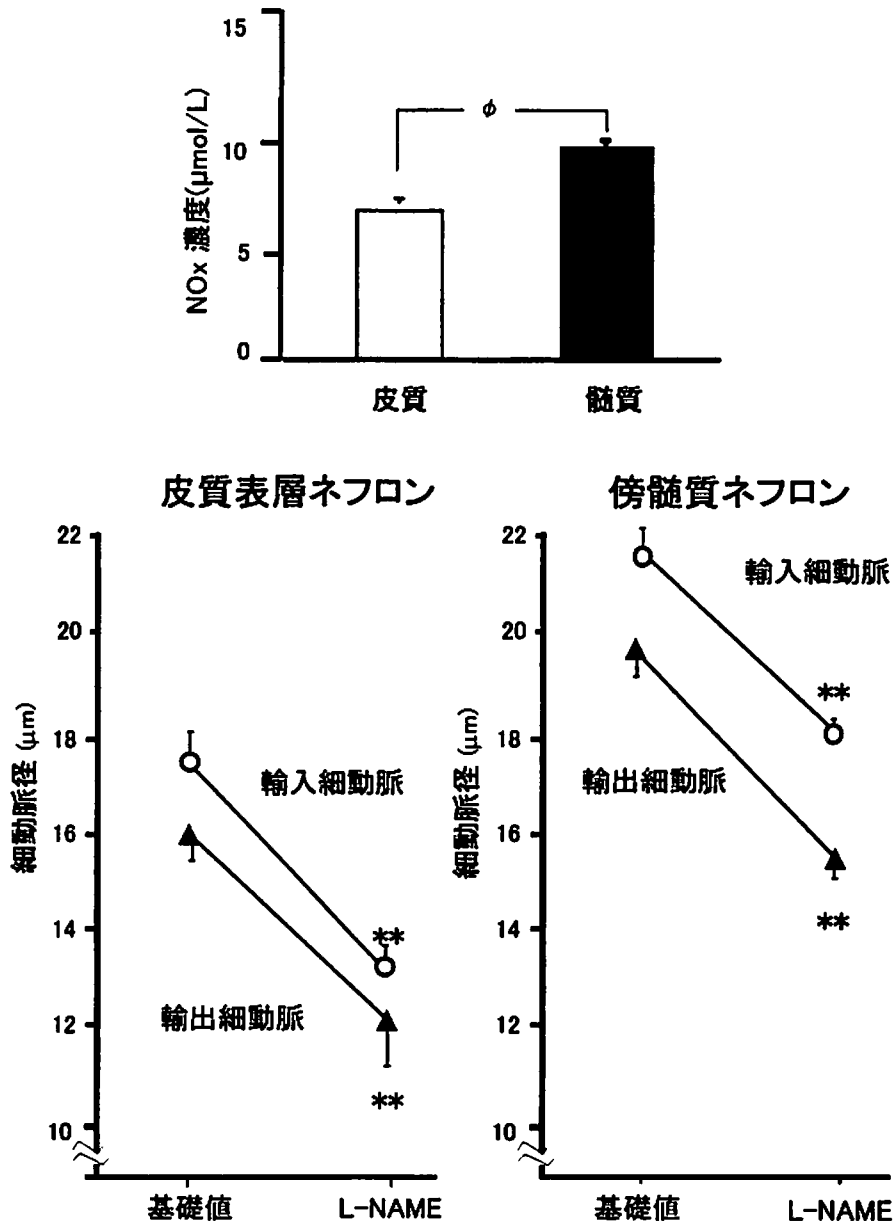 15
10
5
0
NOx 濃度(μmol/L)
φ
皮質
髄質
皮質表層ネフロン
22
20
18
16
14
12
10
細動脈径 (μm)
輸入細動脈
輸出細動脈
**
**
基礎値
L-NAME
傍髄質ネフロン
22
20
18
16
14
12
10
細動脈径 (μm)
輸入細動脈
輸出細動脈
**
**
基礎値
L-NAME